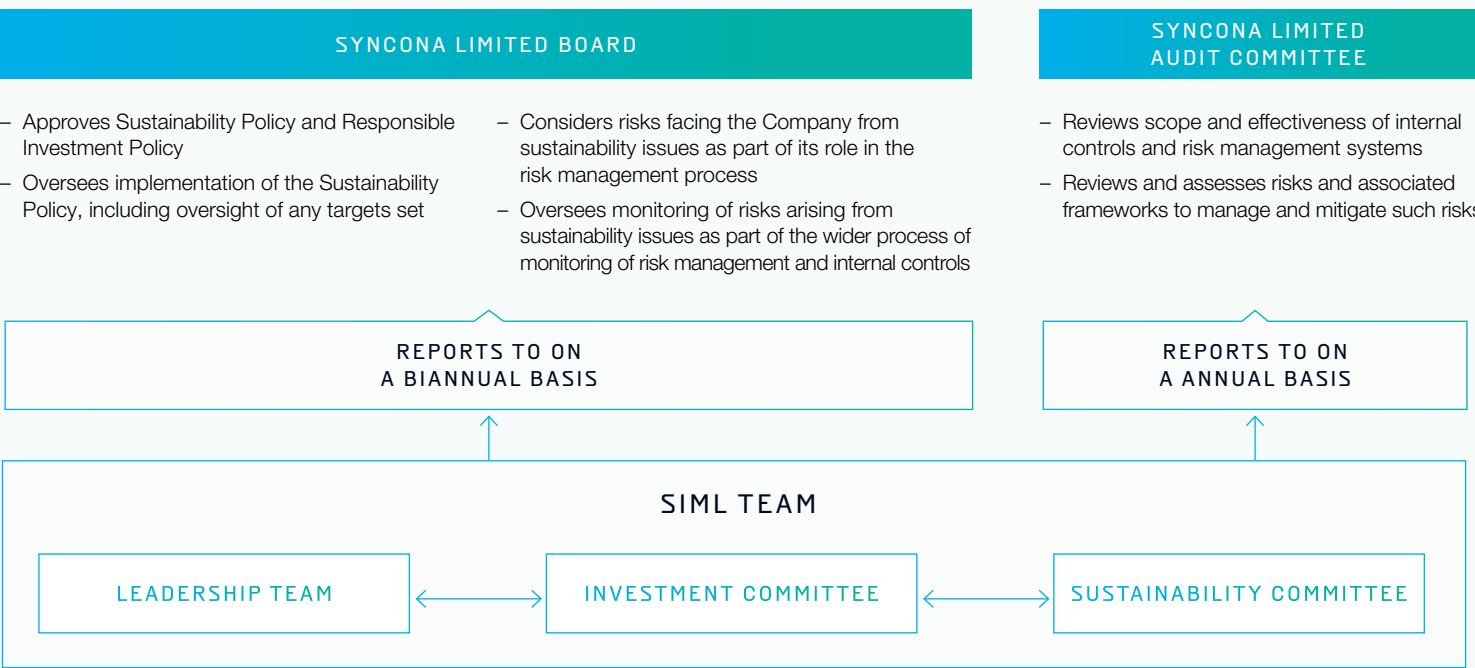 SYNCONA LIMITED BOARD
– Approves Sustainability Policy and Responsible
Investment Policy
– Oversees implementation of the Sustainability
Policy, including oversight of any targets set
– Considers risks facing the Company from
sustainability issues as part of its role in the
risk management process
– Oversees monitoring of risks arising from
sustainability issues as part of the wider process of
monitoring of risk management and internal controls
SYNCONA LIMITED
AUDIT COMMITTEE
– Reviews scope and effectiveness of internal
controls and risk management systems
– Reviews and assesses risks and associated
frameworks to manage and mitigate such risks
REPORTS TO ON
A BIANNUAL BASIS
REPORTS TO ON
A ANNUAL BASIS
SIML TEAM
LEADERSHIP TEAM
INVESTMENT COMMITTEE
SUSTAINABILITY COMMITTEE